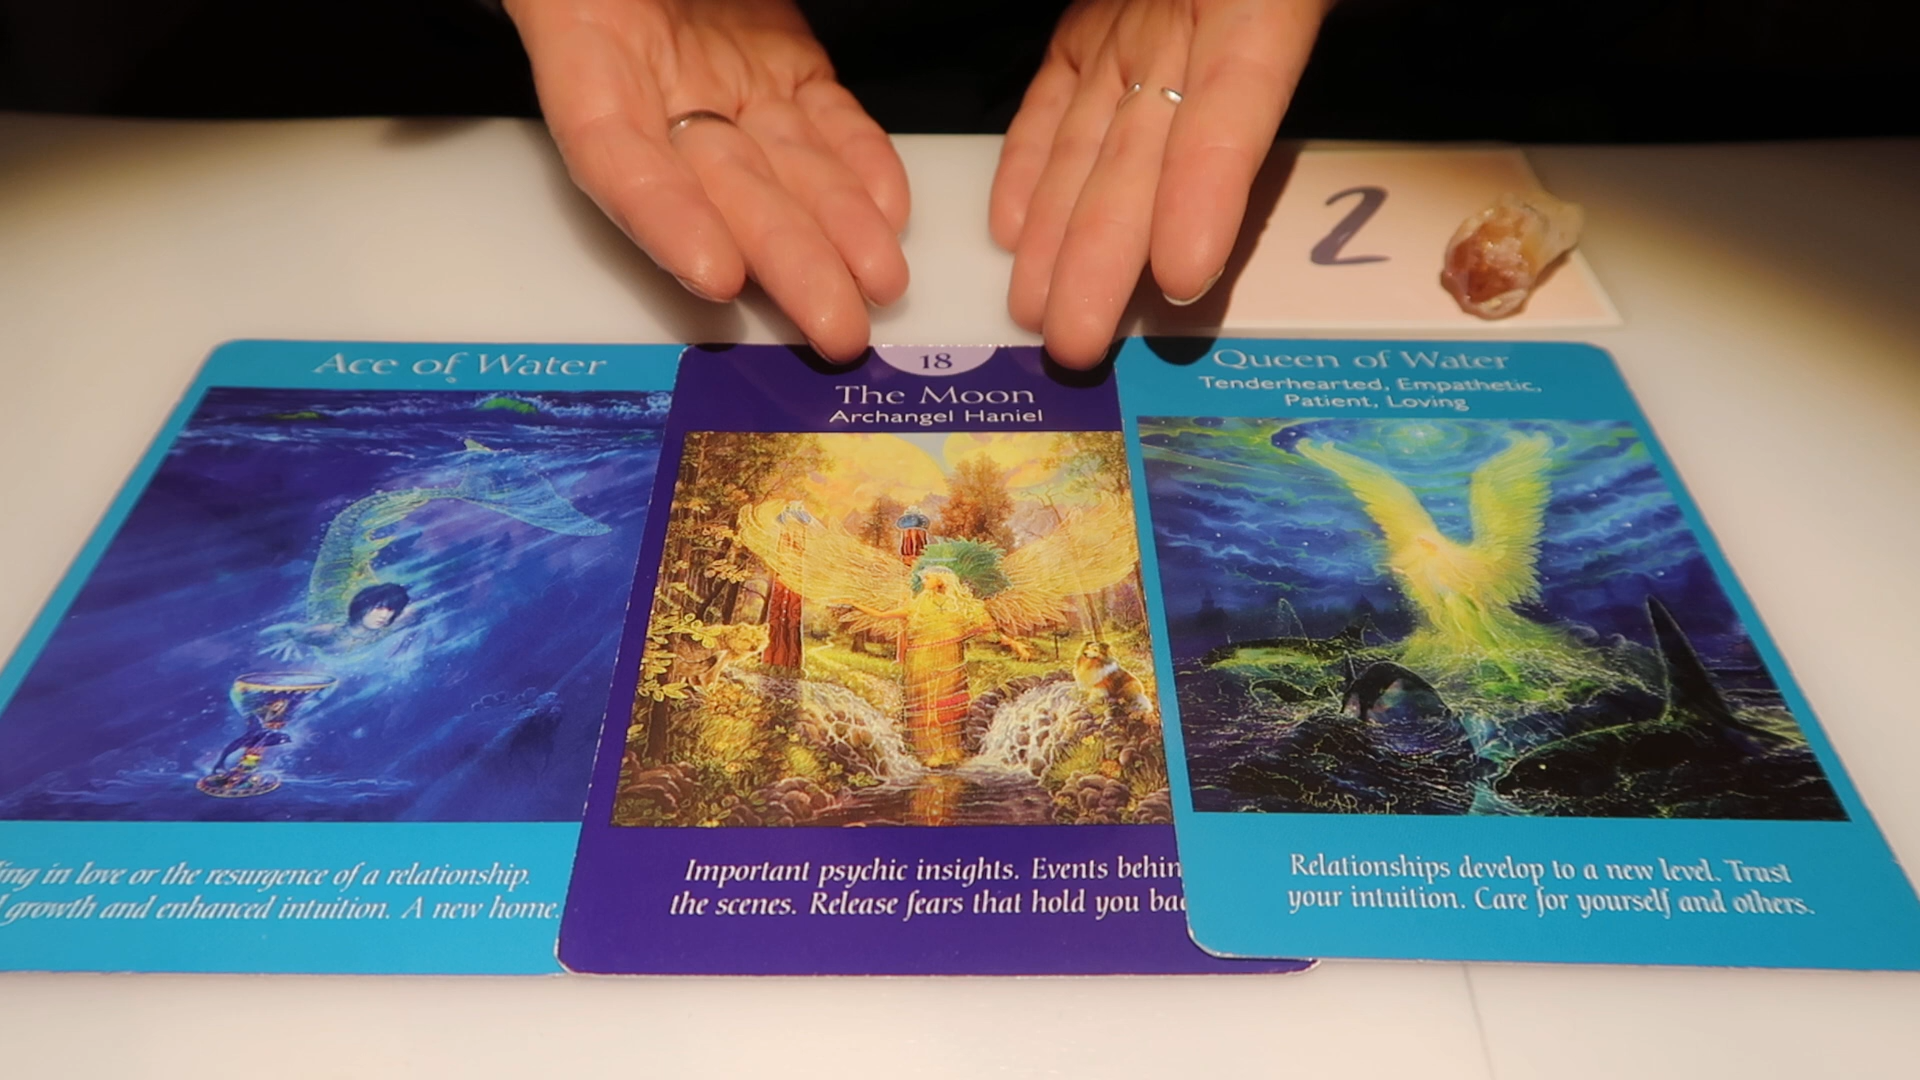 2
Ace of Water
18
The Moon
Archangel Haniel
Queen of Water
Tenderhearted, Empathetic,
Patient, Loving
in love or the resurgence of a relationship.
growth and enhanced intuition. A new home.
Important psychic insights. Events behin
the scenes. Release fears that hold you bac
Relationships develop to a new level. Trust
your intuition. Care for yourself and others.